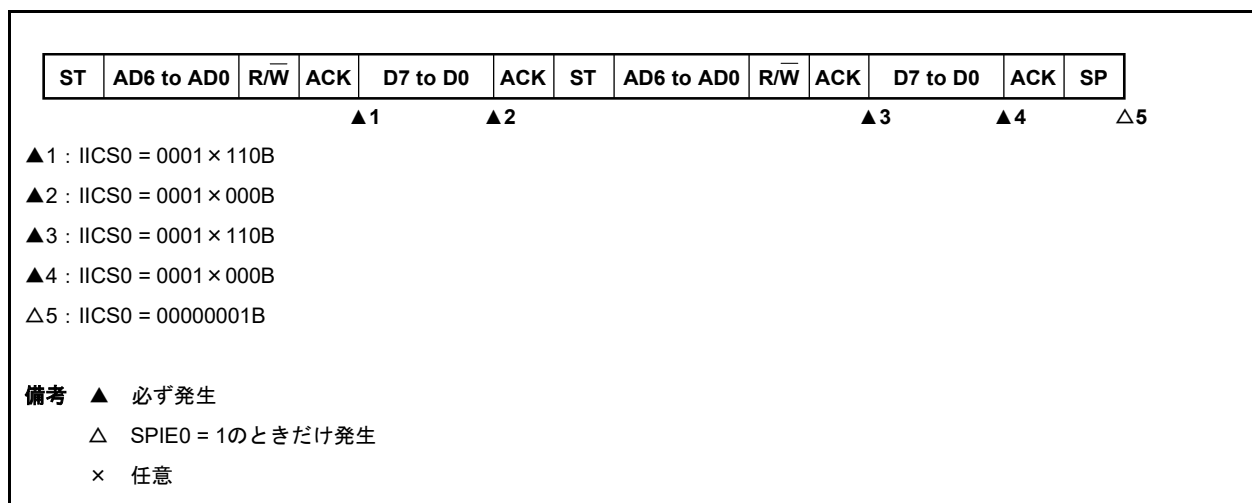 ST AD6 to AD0 R/W̅ ACK D7 to D0 ACK ST AD6 to AD0 R/W̅ ACK D7 to D0 ACK SP
▲1 ▲2 ▲3 ▲4 △5
▲1：IICS0 = 0001×110B
▲2：IICS0 = 0001×000B
▲3：IICS0 = 0001×110B
▲4：IICS0 = 0001×000B
△5：IICS0 = 00000001B
備考 ▲ 必ず発生
△ SPIE0 = 1のときだけ発生
× 任意